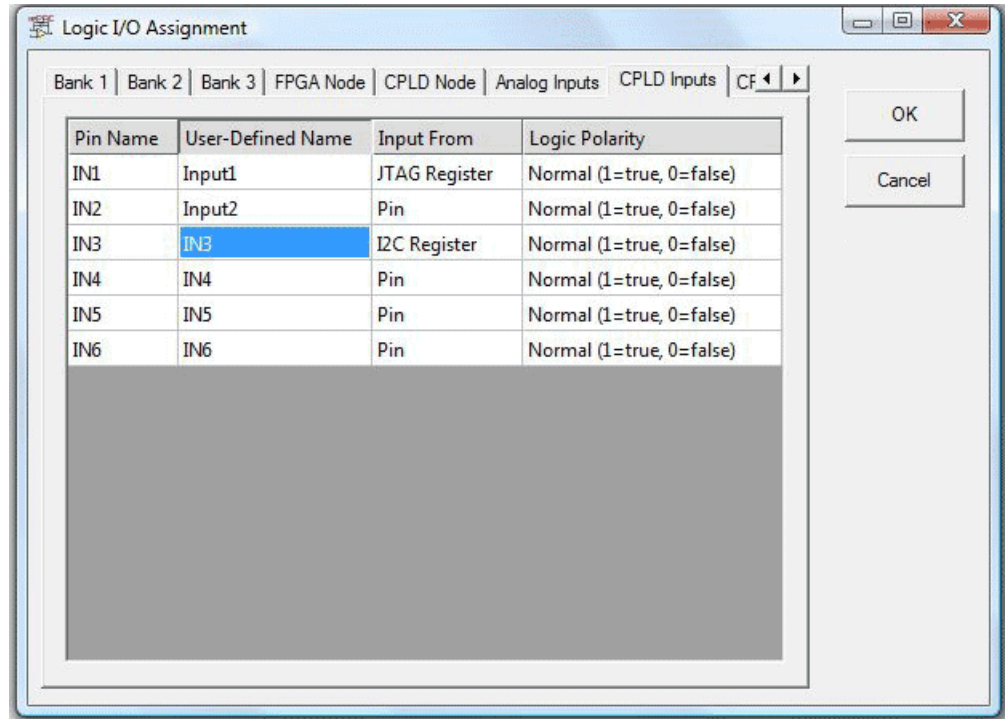 Logic I/O Assignment
Bank 1 Bank 2 Bank 3 FPGA Node CPLD Node Analog Inputs CPLD Inputs
OK
Cancel
Pin Name User-Defined Name Input From Logic Polarity
IN1 Input1 JTAG Register Normal (1=true, 0=false)
IN2 Input2 Pin Normal (1=true, 0=false)
IN3 IN3 I2C Register Normal (1=true, 0=false)
IN4 IN4 Pin Normal (1=true, 0=false)
IN5 IN5 Pin Normal (1=true, 0=false)
IN6 IN6 Pin Normal (1=true, 0=false)